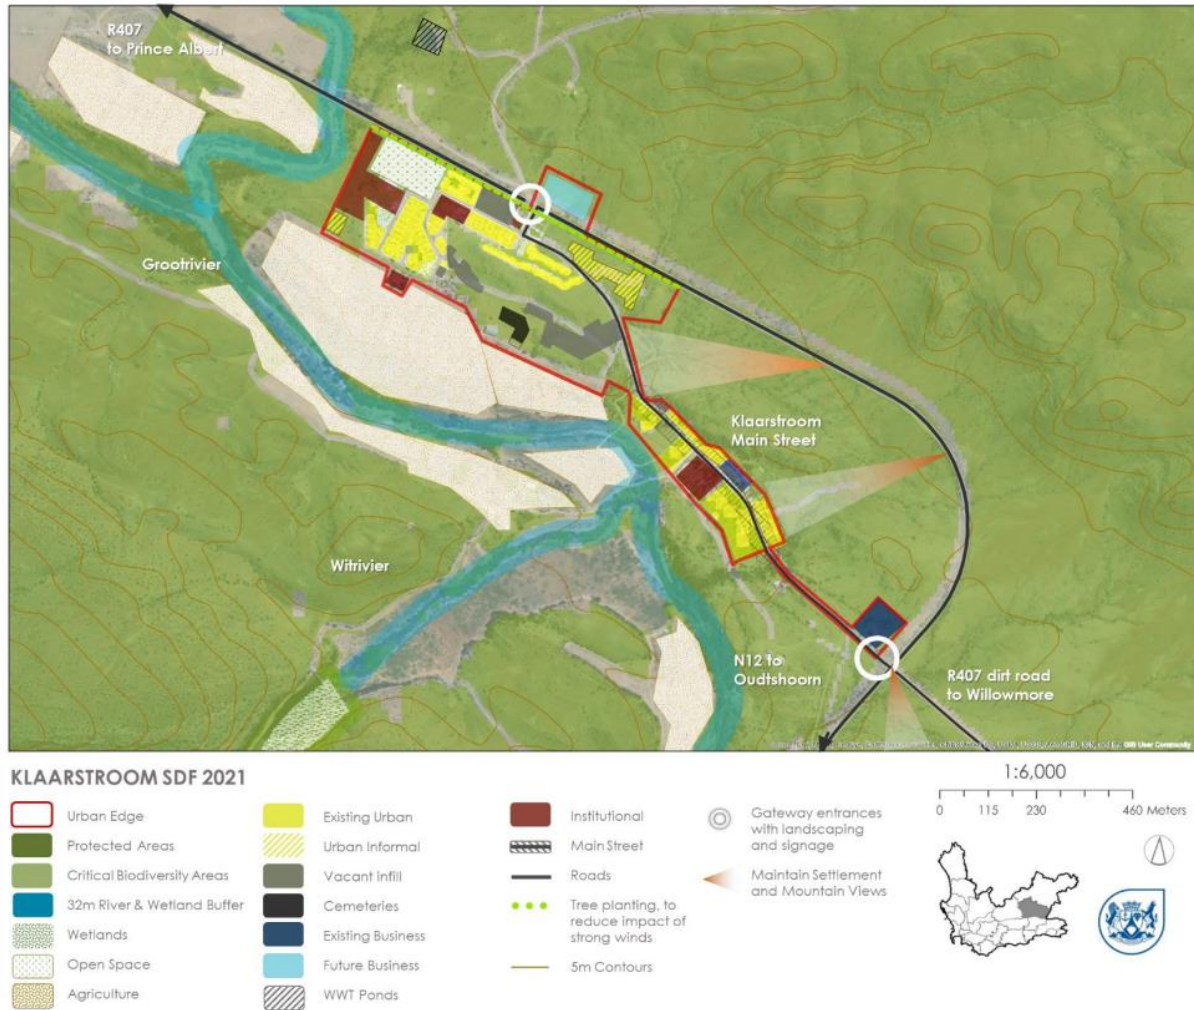 R407
to Prince Albert
Grootrivier
Klaarstroom
Main Street
Witrivier
N12 to
Oudtshoorn
R407 dirt road
to Willowmore
GIS User Community
KLAARSTROOM SDF 2021
Urban Edge
Protected Areas
Critical Biodiversity Areas
32m River & Wetland Buffer
Wetlands
Open Space
Agriculture
Existing Urban
Urban Informal
Vacant Infill
Cemeteries
Existing Business
Future Business
WWT Ponds
Institutional
Main Street
Roads
Tree planting, to
reduce impact of
strong winds
5m Contours
Gateway entrances
with landscaping
and signage
Maintain Settlement
and Mountain Views
1:6,000
0 115 230 460 Meters